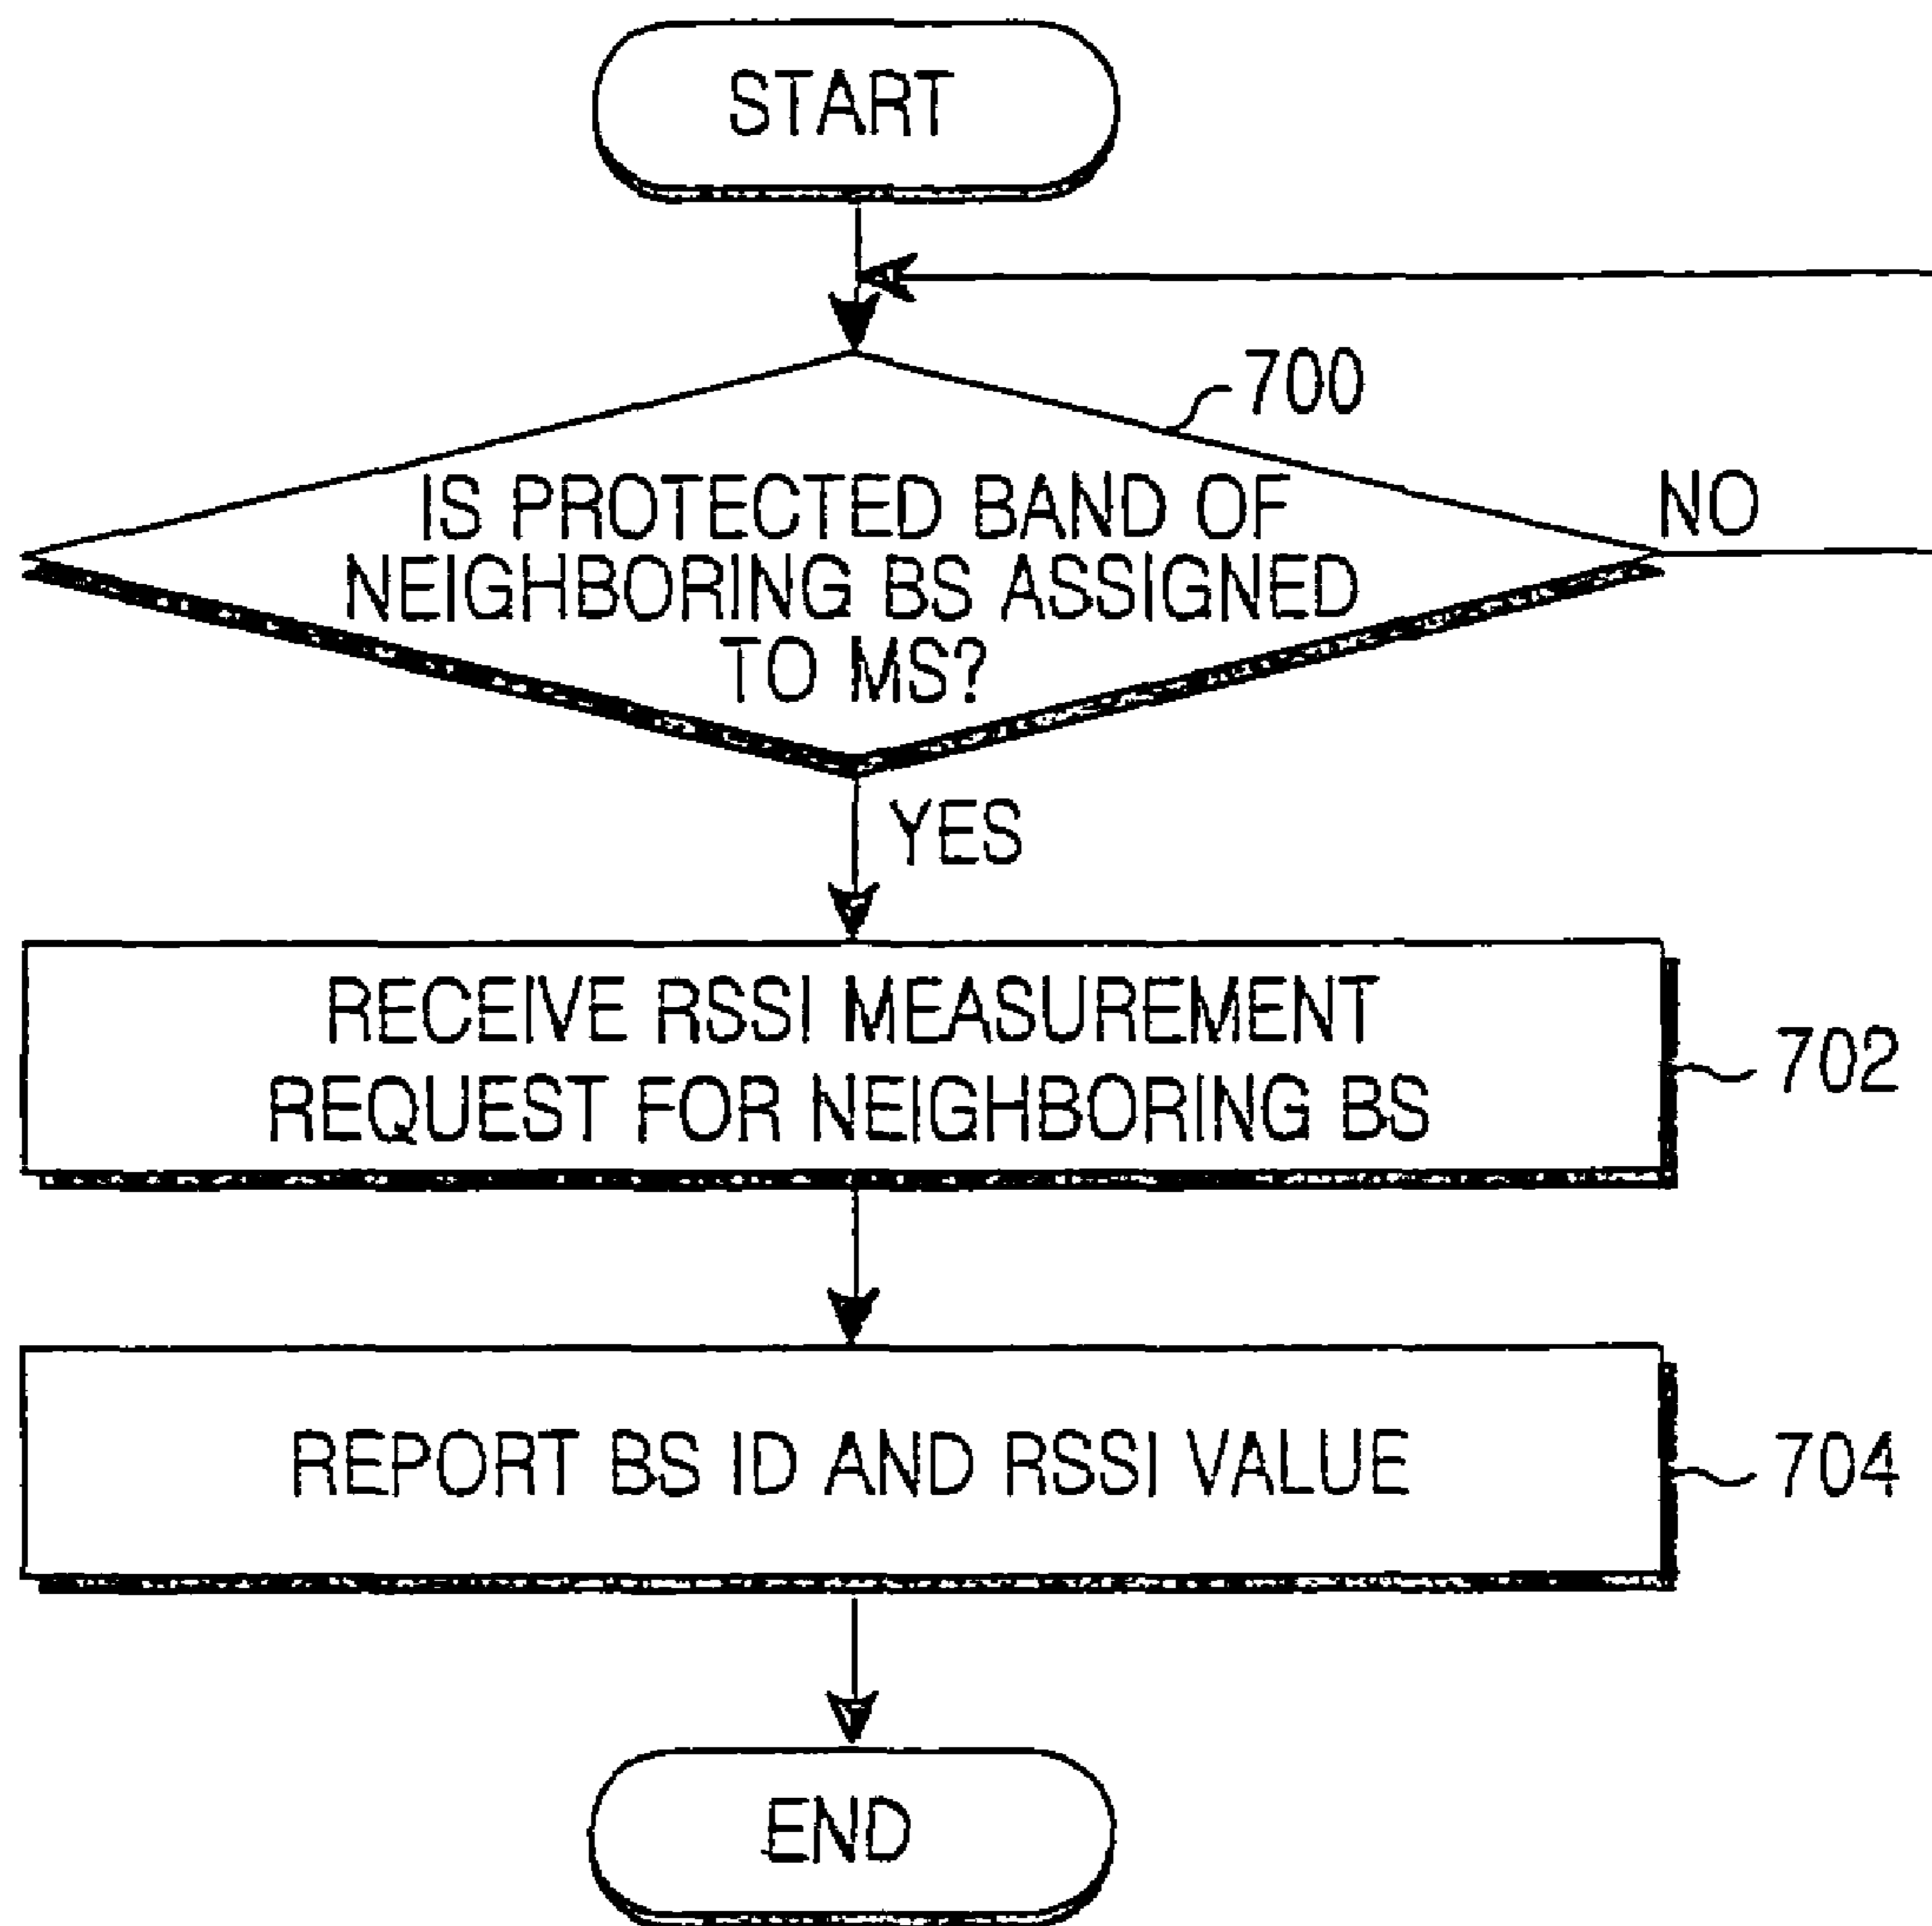 START
700
IS PROTECTED BAND OF
NEIGHBORING BS ASSIGNED
TO MS?
NO
YES
RECEIVE RSSI MEASUREMENT
REQUEST FOR NEIGHBORING BS
702
REPORT BS ID AND RSSI VALUE
704
END